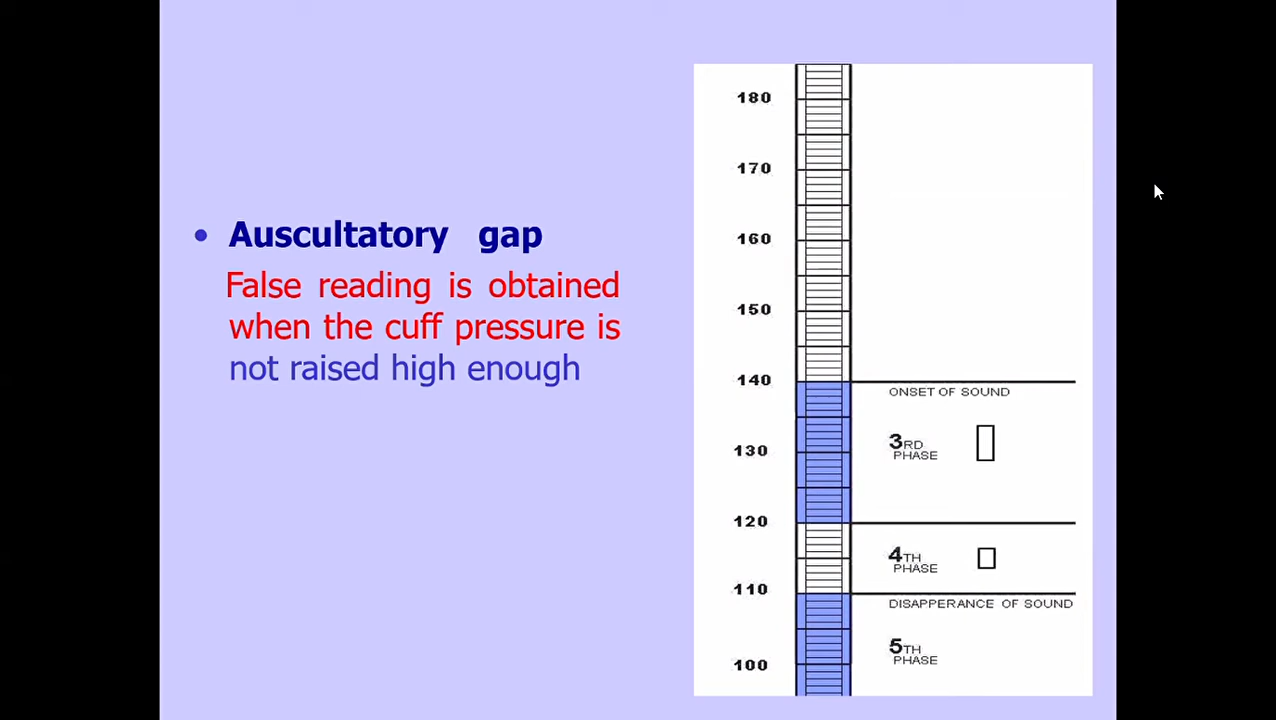 • Auscultatory gap
False reading is obtained
when the cuff pressure is
not raised high enough
180
170
160
150
140
ONSET OF SOUND
3RD
PHASE
130
120
4TH
PHASE
110
DISAPPERANCE OF SOUND
5TH
PHASE
100